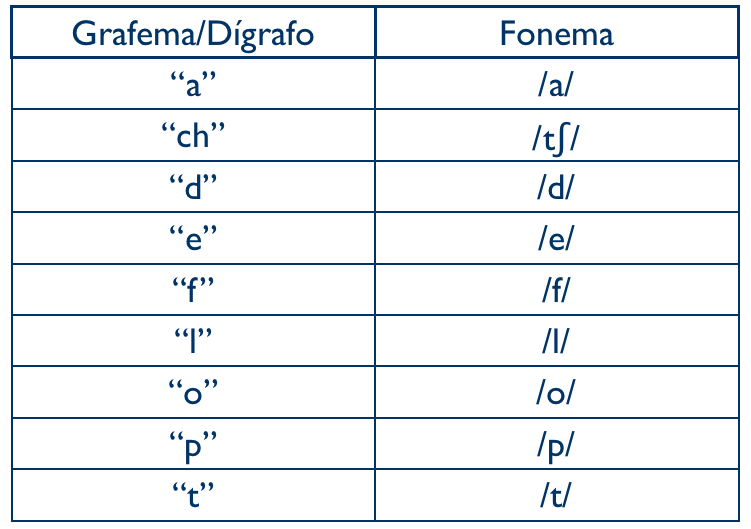 Grafema/Dígrafo Fonema
“a” /a/
“ch” /tʃ/
“d” /d/
“e” /e/
“f” /f/
“l” /l/
“o” /o/
“p” /p/
“t” /t/